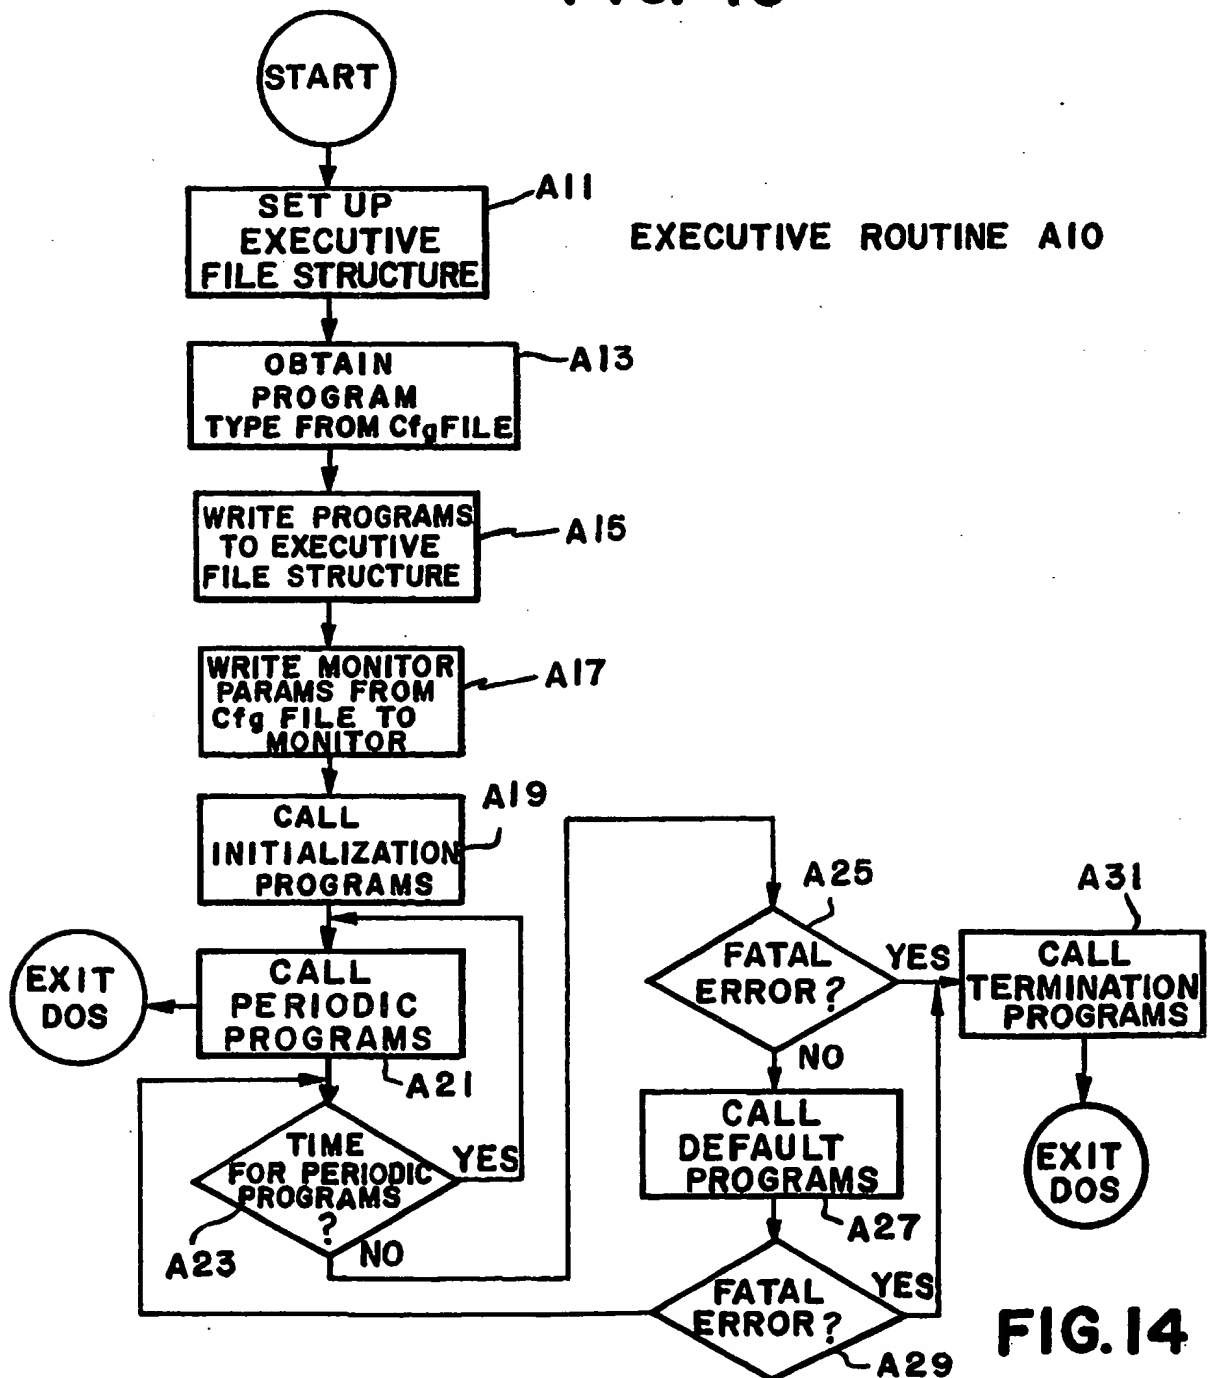 START
A11
SET UP
EXECUTIVE
FILE STRUCTURE
EXECUTIVE ROUTINE A10
A13
OBTAIN
PROGRAM
TYPE FROM Cfg FILE
WRITE PROGRAMS
TO EXECUTIVE
FILE STRUCTURE
A15
WRITE MONITOR
PARAMS FROM
Cfg FILE TO
MONITOR
A17
A19
CALL
INITIALIZATION
PROGRAMS
EXIT
DOS
CALL
PERIODIC
PROGRAMS
A21
TIME
FOR PERIODIC
PROGRAMS
?
YES
NO
A23
A25
FATAL
ERROR?
YES
NO
CALL
DEFAULT
PROGRAMS
A27
FATAL
ERROR?
YES
A29
A31
CALL
TERMINATION
PROGRAMS
EXIT
DOS
FIG. 14